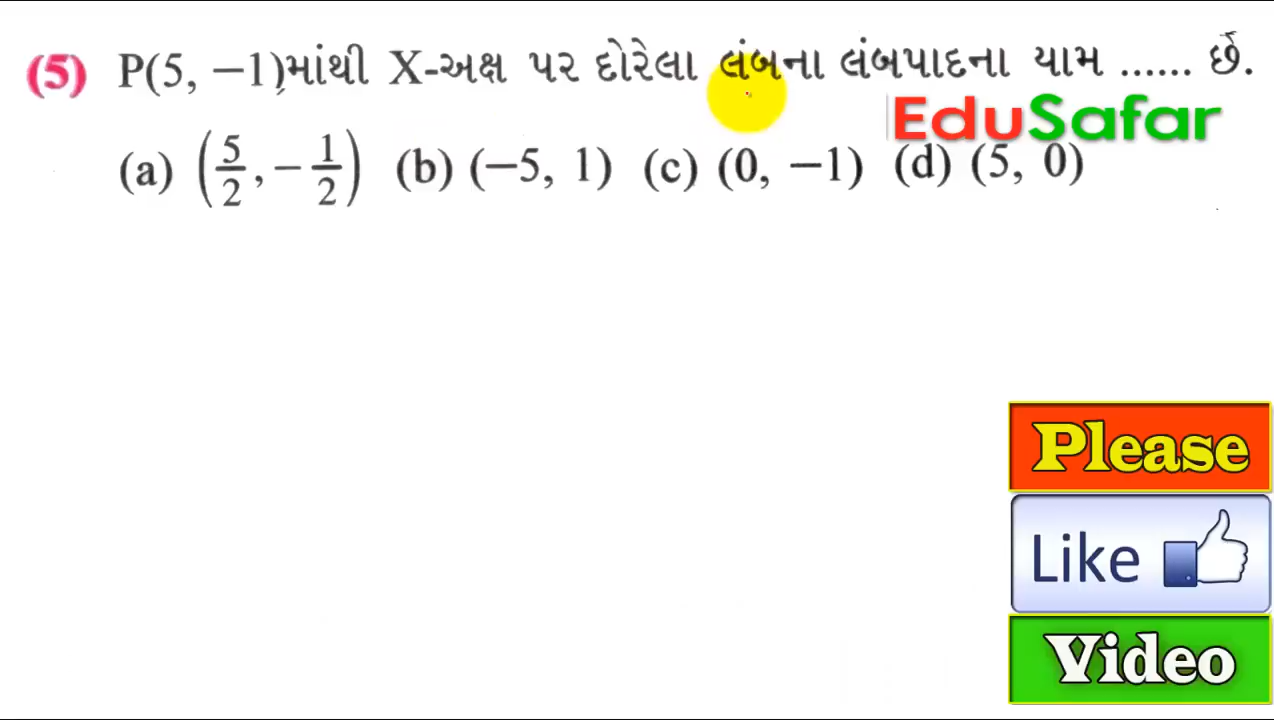 (5) P(5, −1)માંથી X-અક્ષ પર દોરેલા લંબના લંબપાદના યામ ...... છે.
EduSafar
(a) (5/2, −1/2) (b) (−5, 1) (c) (0, −1) (d) (5, 0)
Please
Like
Video